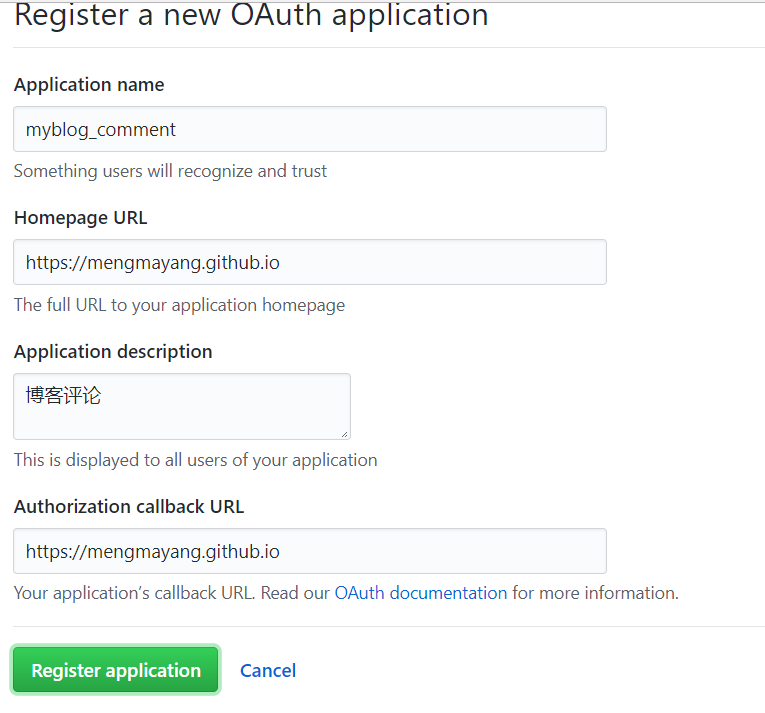 Register a new OAuth application
Application name
myblog_comment
Something users will recognize and trust
Homepage URL
https://mengmayang.github.io
The full URL to your application homepage
Application description
博客评论
This is displayed to all users of your application
Authorization callback URL
https://mengmayang.github.io
Your application’s callback URL. Read our OAuth documentation for more information.
Register application Cancel